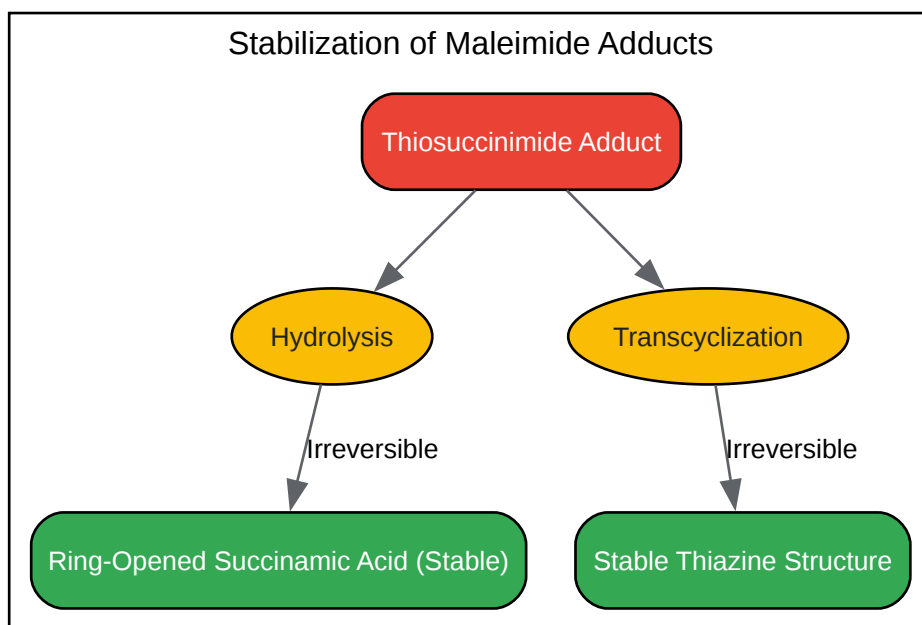 Stabilization of Maleimide Adducts
Thiosuccinimide Adduct
Hydrolysis
Transcyclization
Irreversible
Irreversible
Ring-Opened Succinamic Acid (Stable)
Stable Thiazine Structure